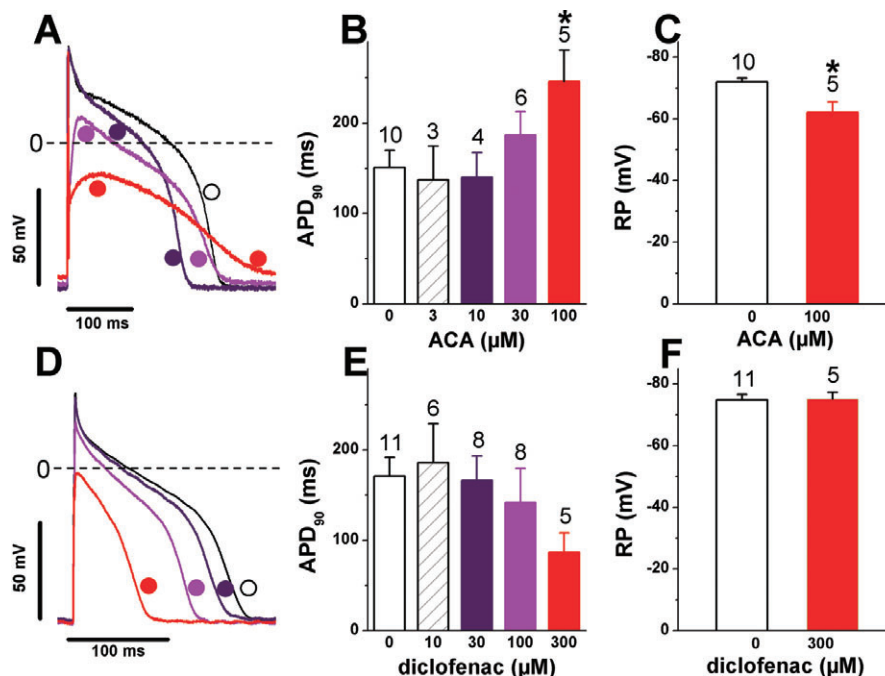 A
0
50 mV
100 ms
B
APD90 (ms)
200
100
0
10
3
4
6
*
5
0 3 10 30 100
ACA (µM)
C
RP (mV)
-80
-60
-40
-20
0
10
*
5
0 100
ACA (µM)
D
0
50 mV
100 ms
E
APD90 (ms)
200
100
0
11
6
8
8
5
0 10 30 100 300
diclofenac (µM)
F
RP (mV)
-80
-60
-40
-20
0
11
5
0 300
diclofenac (µM)